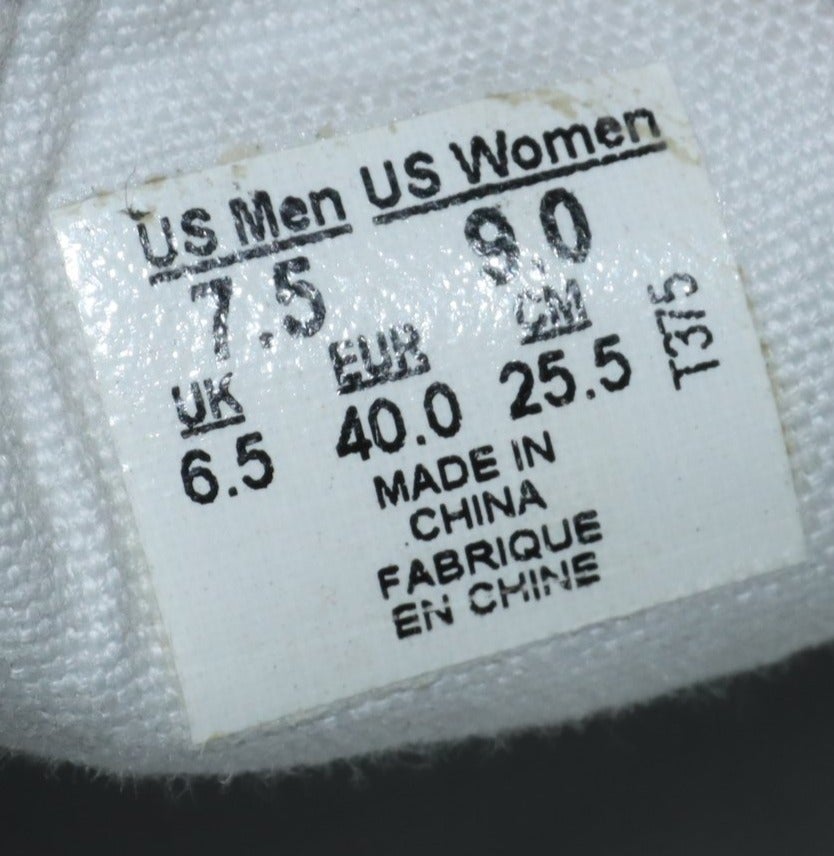 US Men US Women
7.5 9.0
UK EUR CM
6.5 40.0 25.5
T375
MADE IN
CHINA
FABRIQUE
EN CHINE